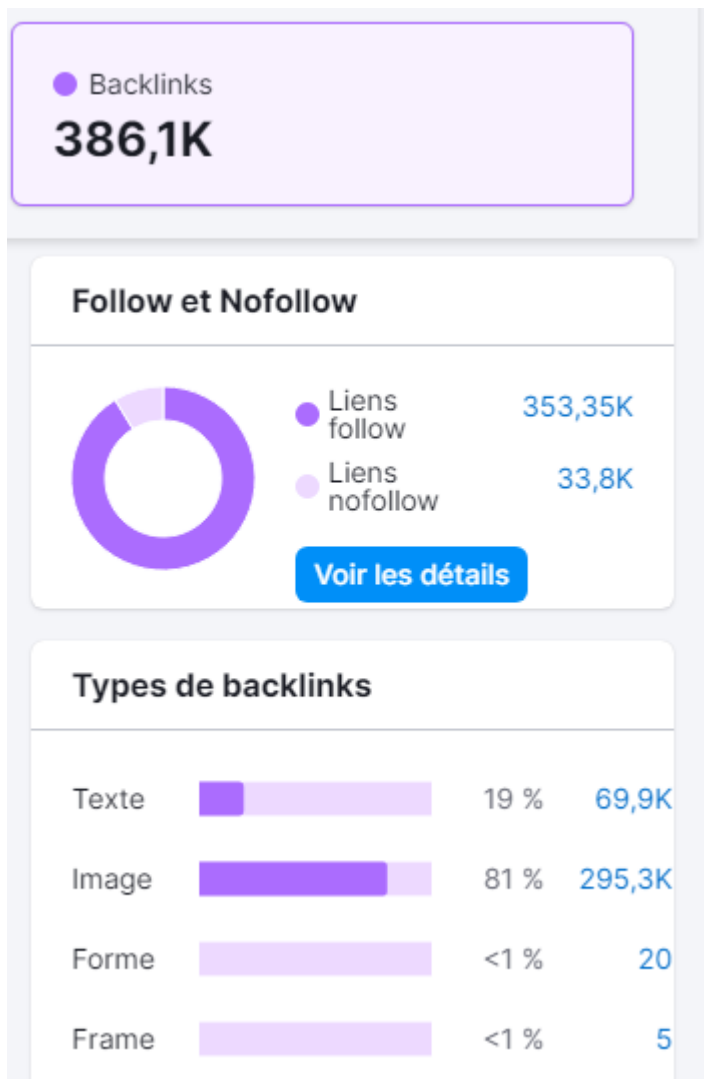 Backlinks
386,1K
Follow et Nofollow
Liens
follow
353,35K
Liens
nofollow
33,8K
Voir les détails
Types de backlinks
Texte 19 % 69,9K
Image 81 % 295,3K
Forme <1 % 20
Frame <1 % 5